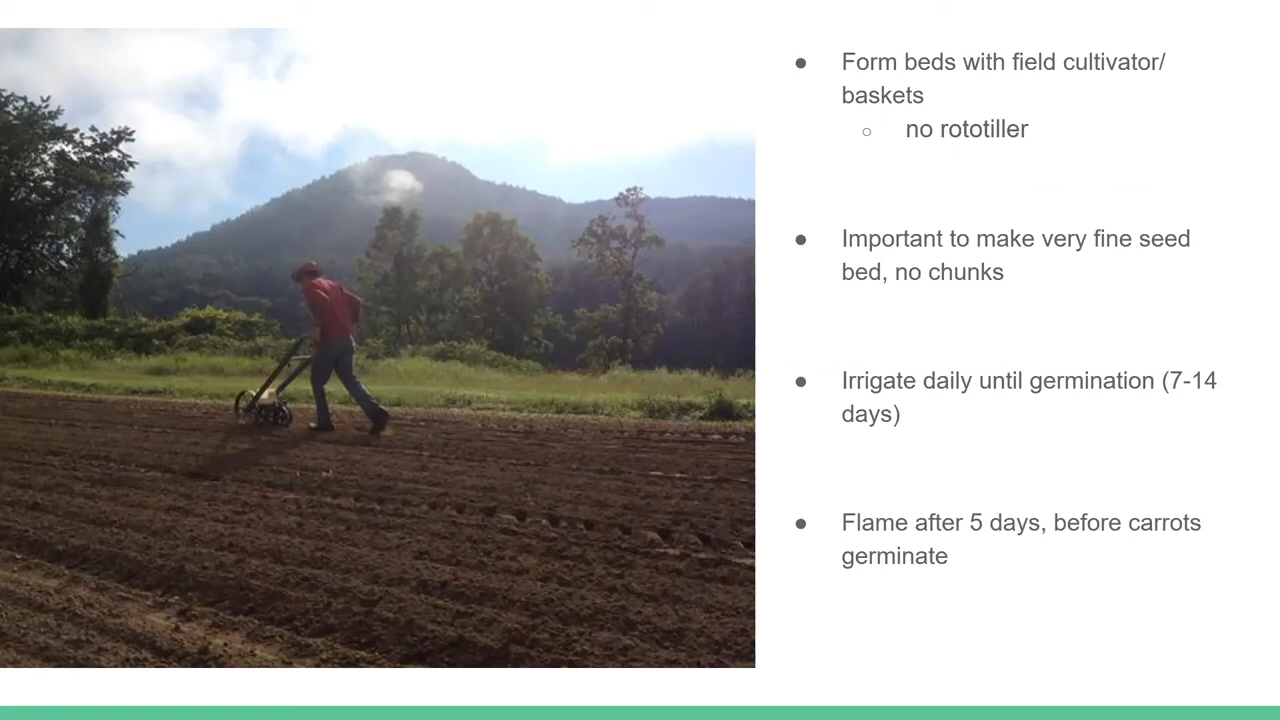 ● Form beds with field cultivator/
baskets
○ no rototiller
● Important to make very fine seed
bed, no chunks
● Irrigate daily until germination (7-14
days)
● Flame after 5 days, before carrots
germinate